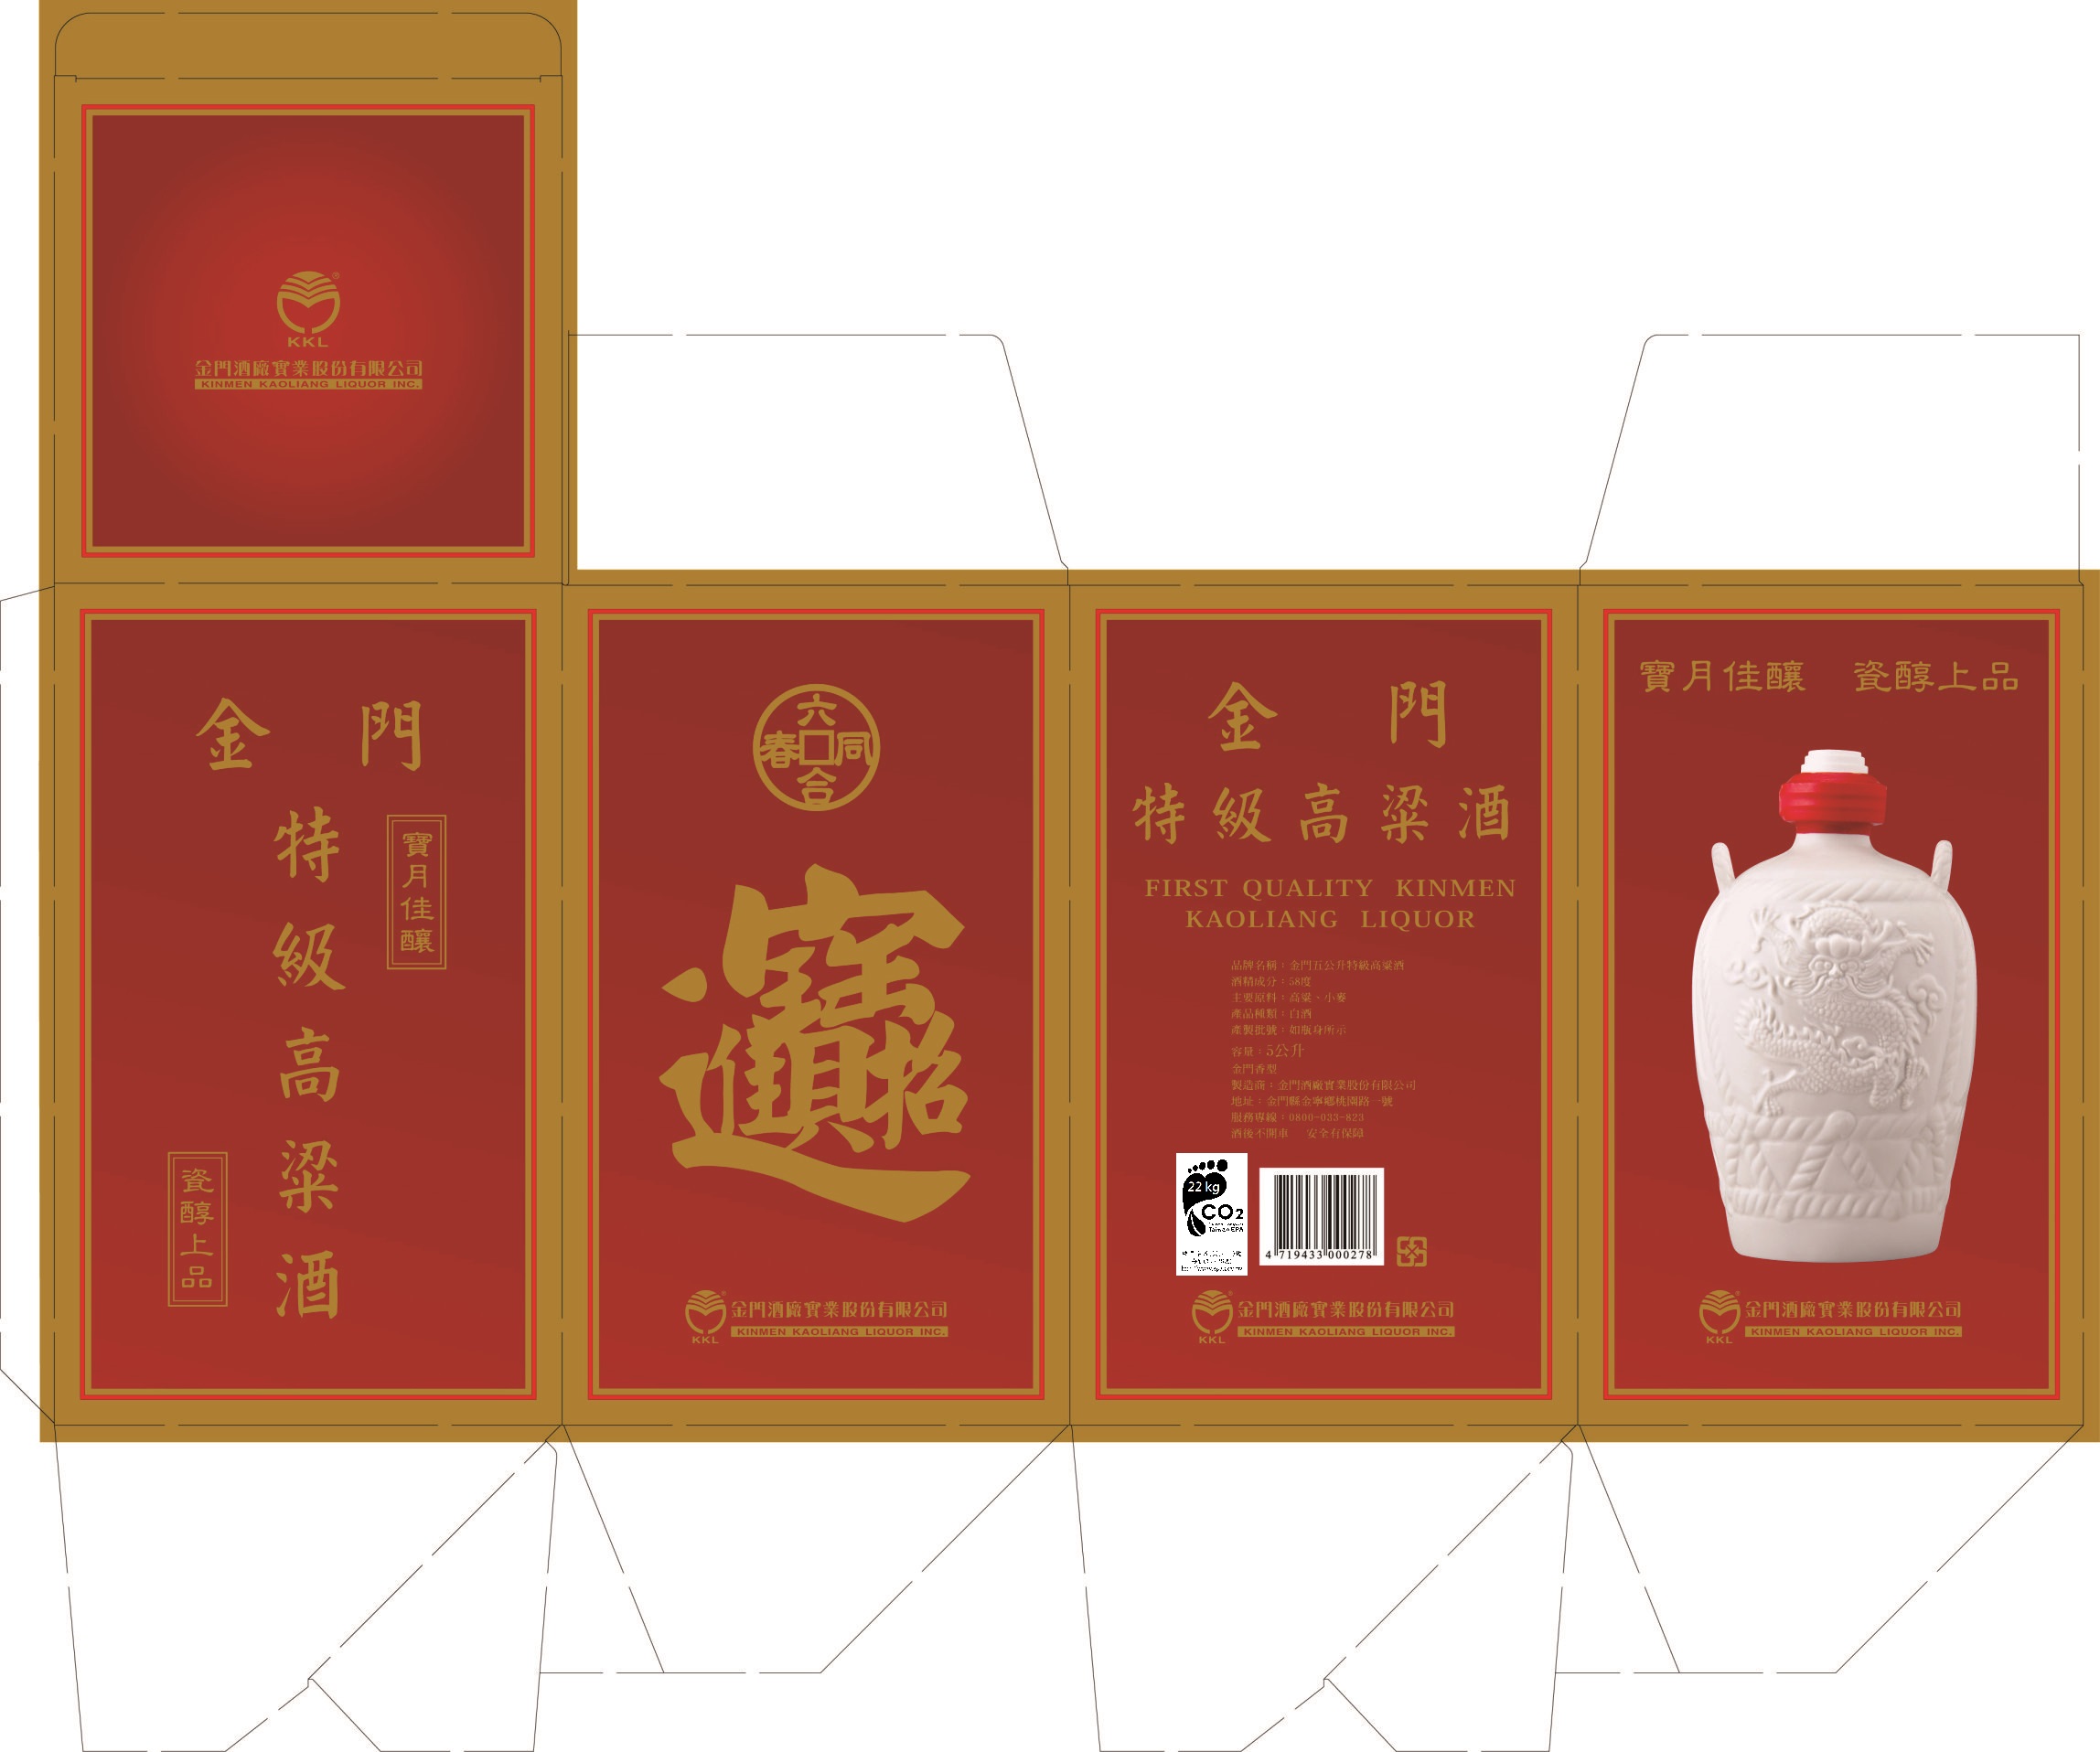 KKL
金門酒廠實業股份有限公司
KINMEN KAOLIANG LIQUOR INC.
金門
特級高粱酒
寶月佳釀
瓷醇上品
六合同春
招財進寶
KKL
金門酒廠實業股份有限公司
KINMEN KAOLIANG LIQUOR INC.
金門
特級高粱酒
FIRST QUALITY KINMEN
KAOLIANG LIQUOR
品牌名稱：金門五公升特級高粱酒
酒精成分：58度
主要原料：高粱、小麥
產品種類：白酒
產製批號：如瓶身所示
容量：5公升
金門香型
製造商：金門酒廠實業股份有限公司
地址：金門縣金寧鄉桃園路一號
服務專線：0800-033-823
酒後不開車 安全有保障
22 kg
CO2
Taiwan EPA
4 719433 000278
KKL
金門酒廠實業股份有限公司
KINMEN KAOLIANG LIQUOR INC.
寶月佳釀 瓷醇上品
KKL
金門酒廠實業股份有限公司
KINMEN KAOLIANG LIQUOR INC.